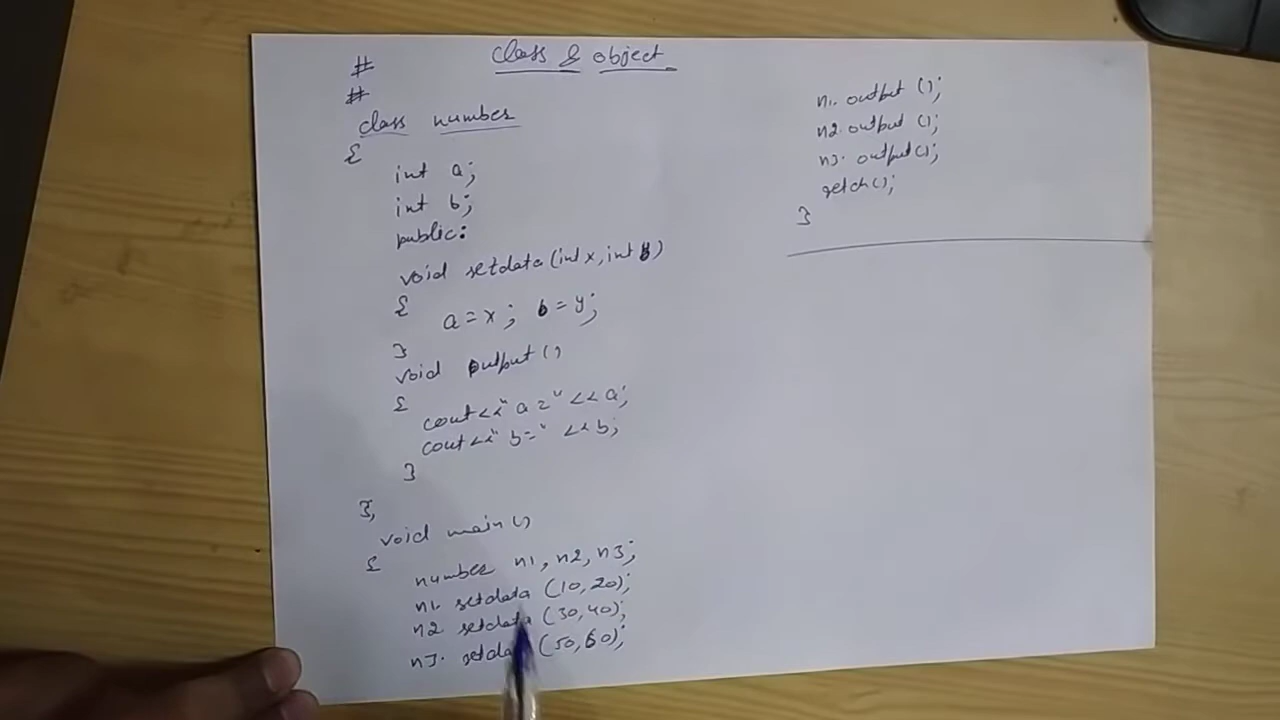 class & object
#
#
class number
{
int a;
int b;
public:
void setdata(int x, int b)
{
a = x; b = y;
}
void output ()
{
cout<<"a="<<a;
cout<<"b="<<b;
}
};
void main()
{
number n1, n2, n3;
n1. setdata (10,20);
n2. setdata (30,40);
n3. setdata (50,60);
n1. output ();
n2. output ();
n3. output();
getch();
}